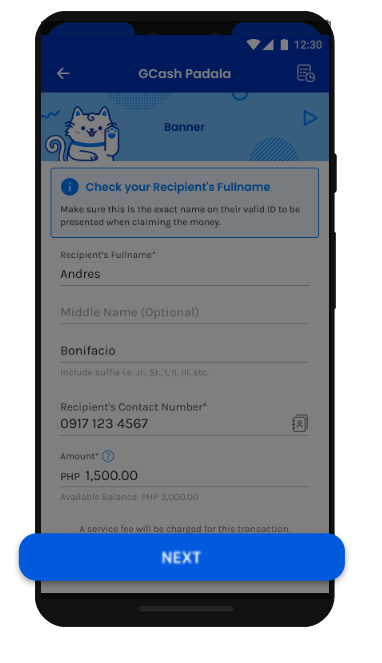 12:30
GCash Padala
Banner
Check your Recipient's Fullname
Make sure this is the exact name on their valid ID to be
presented when claiming the money.
Recipient's Fullname*
Andres
Middle Name (Optional)
Bonifacio
Include suffix i.e. Jr., Sr., I, II, III, etc.
Recipient's Contact Number*
0917 123 4567
Amount* ?
PHP 1,500.00
Available Balance: PHP 3,000.00
A service fee will be charged for this transaction.
NEXT